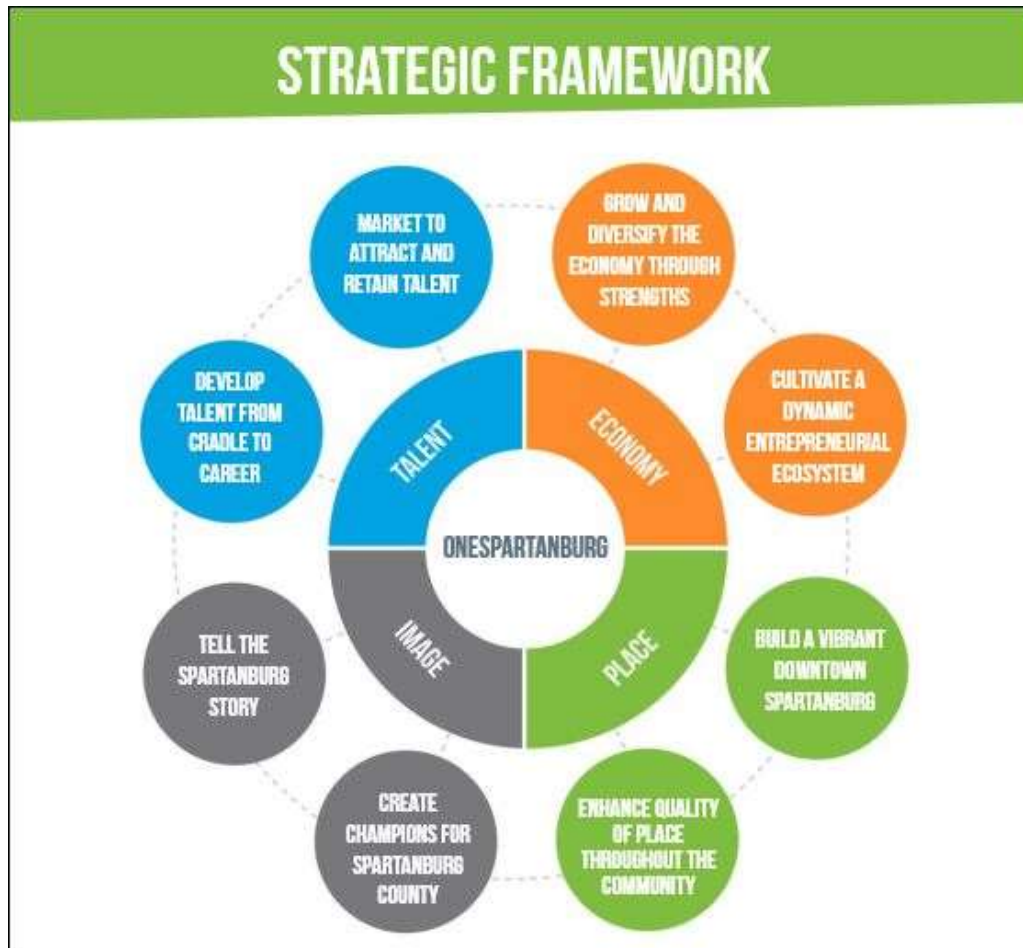 STRATEGIC FRAMEWORK
MARKET TO
ATTRACT AND
RETAIN TALENT
GROW AND
DIVERSIFY THE
ECONOMY THROUGH
STRENGTHS
DEVELOP
TALENT FROM
CRADLE TO
CAREER
CULTIVATE A
DYNAMIC
ENTREPRENEURIAL
ECOSYSTEM
TALENT
ECONOMY
ONESPARTANBURG
IMAGE
PLACE
TELL THE
SPARTANBURG
STORY
BUILD A VIBRANT
DOWNTOWN
SPARTANBURG
CREATE
CHAMPIONS FOR
SPARTANBURG
COUNTY
ENHANCE QUALITY
OF PLACE
THROUGHOUT THE
COMMUNITY